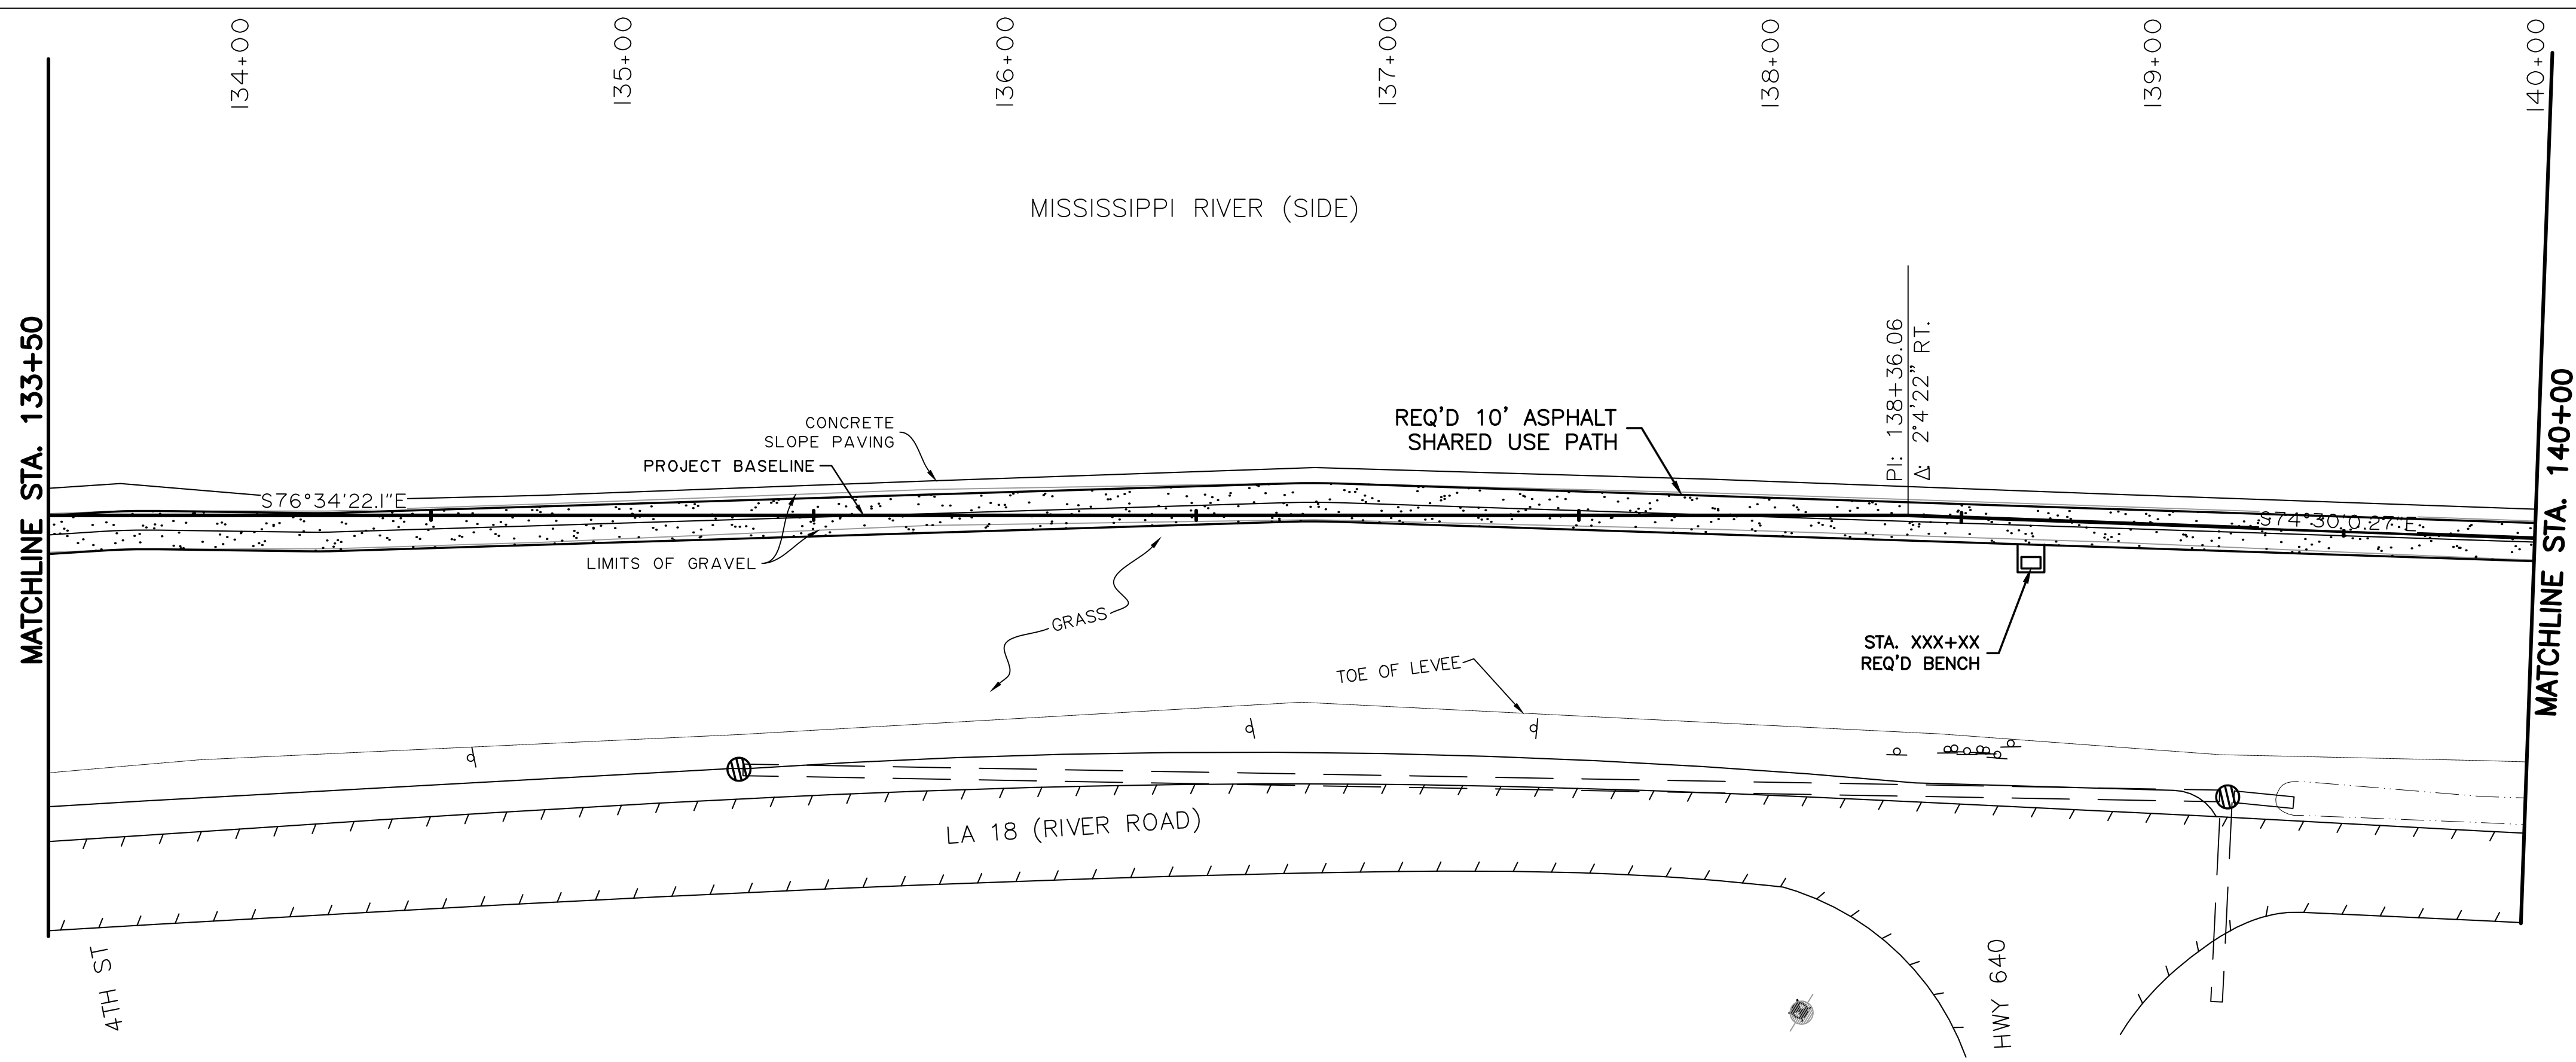 134+00
135+00
136+00
137+00
138+00
139+00
140+00
MISSISSIPPI RIVER (SIDE)
MATCHLINE STA. 133+50
MATCHLINE STA. 140+00
PI: 138+36.06
Δ: 2°4'22" RT.
CONCRETE
SLOPE PAVING
PROJECT BASELINE
REQ'D 10' ASPHALT
SHARED USE PATH
S76°34'22.1"E
S74°30'0.27"E
LIMITS OF GRAVEL
GRASS
STA. XXX+XX
REQ'D BENCH
TOE OF LEVEE
LA 18 (RIVER ROAD)
4TH ST
HWY 640